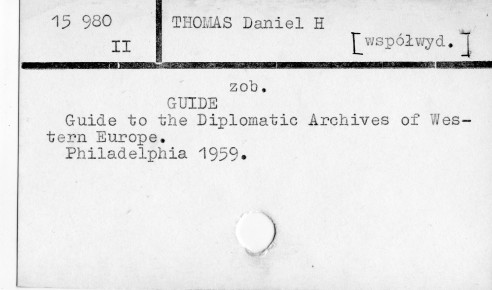 15 980 THOMAS Daniel H
II [współwyd.]
zob.
GUIDE
Guide to the Diplomatic Archives of Wes-
tern Europe.
Philadelphia 1959.